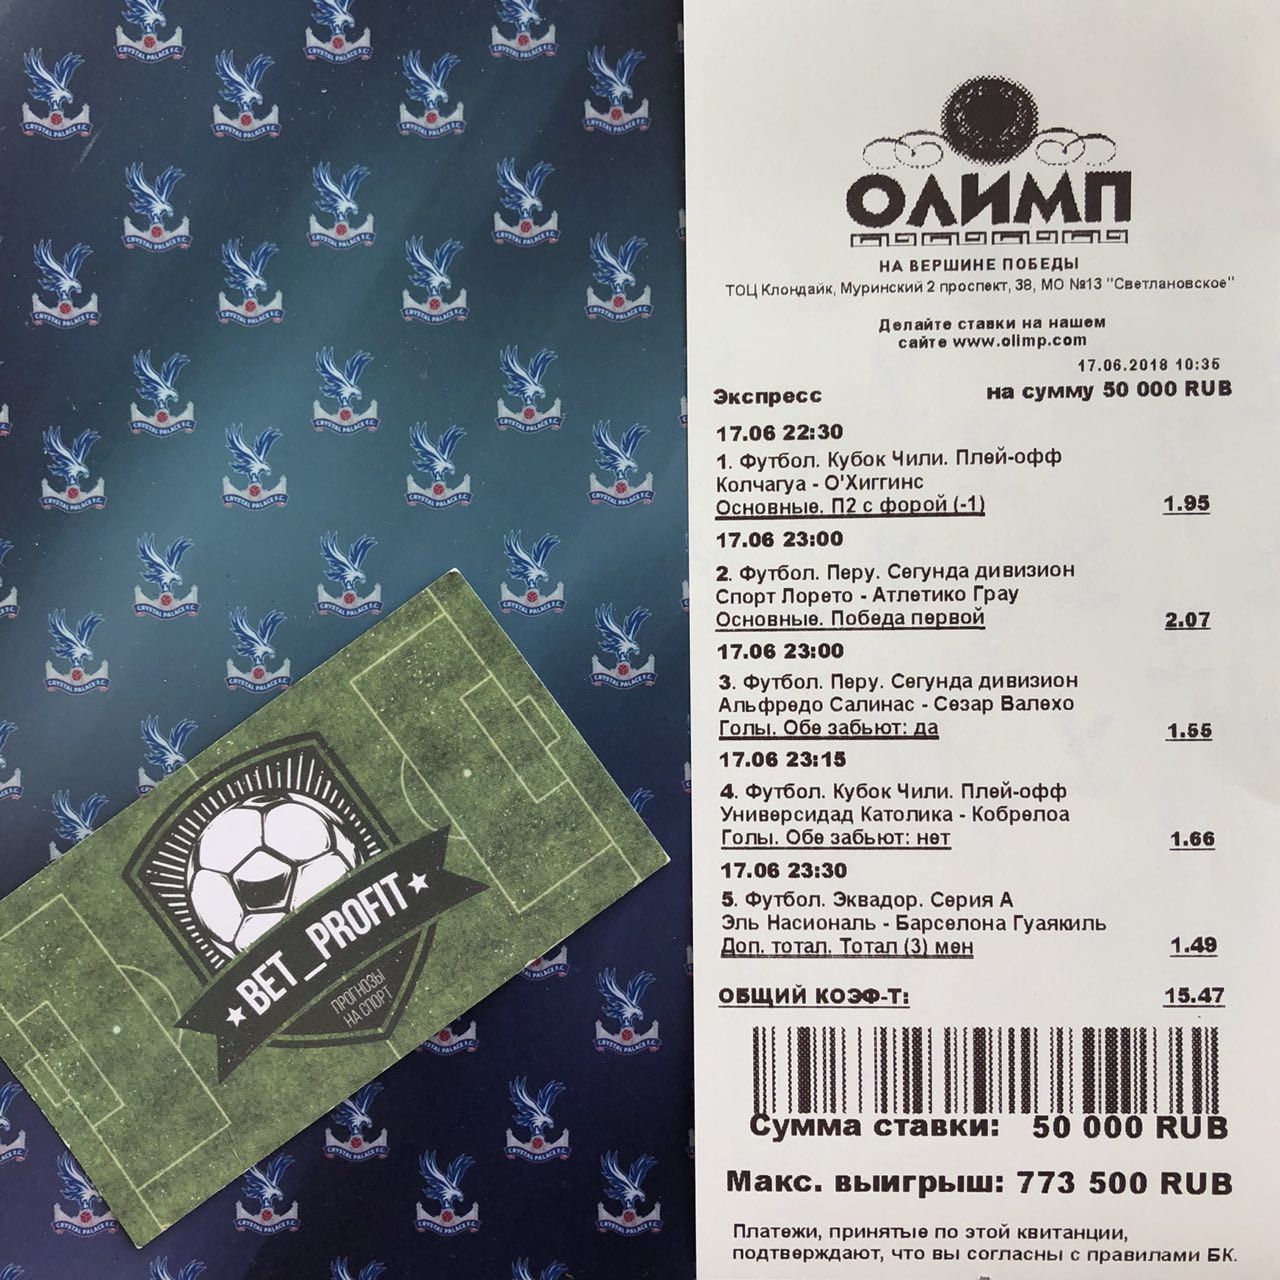 ОЛИМП
НА ВЕРШИНЕ ПОБЕДЫ
ТОЦ Клондайк, Муринский 2 проспект, 38, МО №13 "Светлановское"
Делайте ставки на нашем
сайте www.olimp.com
17.06.2018 10:35
Экспресс на сумму 50 000 RUB
17.06 22:30
1. Футбол. Кубок Чили. Плей-офф
Колчагуа - О'Хиггинс
Основные. П2 с форой (-1) 1.95
17.06 23:00
2. Футбол. Перу. Сегунда дивизион
Спорт Лорето - Атлетико Грау
Основные. Победа первой 2.07
17.06 23:00
3. Футбол. Перу. Сегунда дивизион
Альфредо Салинас - Сезар Валехо
Голы. Обе забьют: да 1.55
17.06 23:15
4. Футбол. Кубок Чили. Плей-офф
Универсидад Католика - Кобрелоа
Голы. Обе забьют: нет 1.66
17.06 23:30
5. Футбол. Эквадор. Серия А
Эль Насиональ - Барселона Гуаякиль
Доп. тотал. Тотал (3) мен 1.49
ОБЩИЙ КОЭФ-Т: 15.47
Сумма ставки: 50 000 RUB
Макс. выигрыш: 773 500 RUB
Платежи, принятые по этой квитанции,
подтверждают, что вы согласны с правилами БК.
BET_PROFIT
ПРОГНОЗЫ
НА СПОРТ
CRYSTAL PALACE F.C.